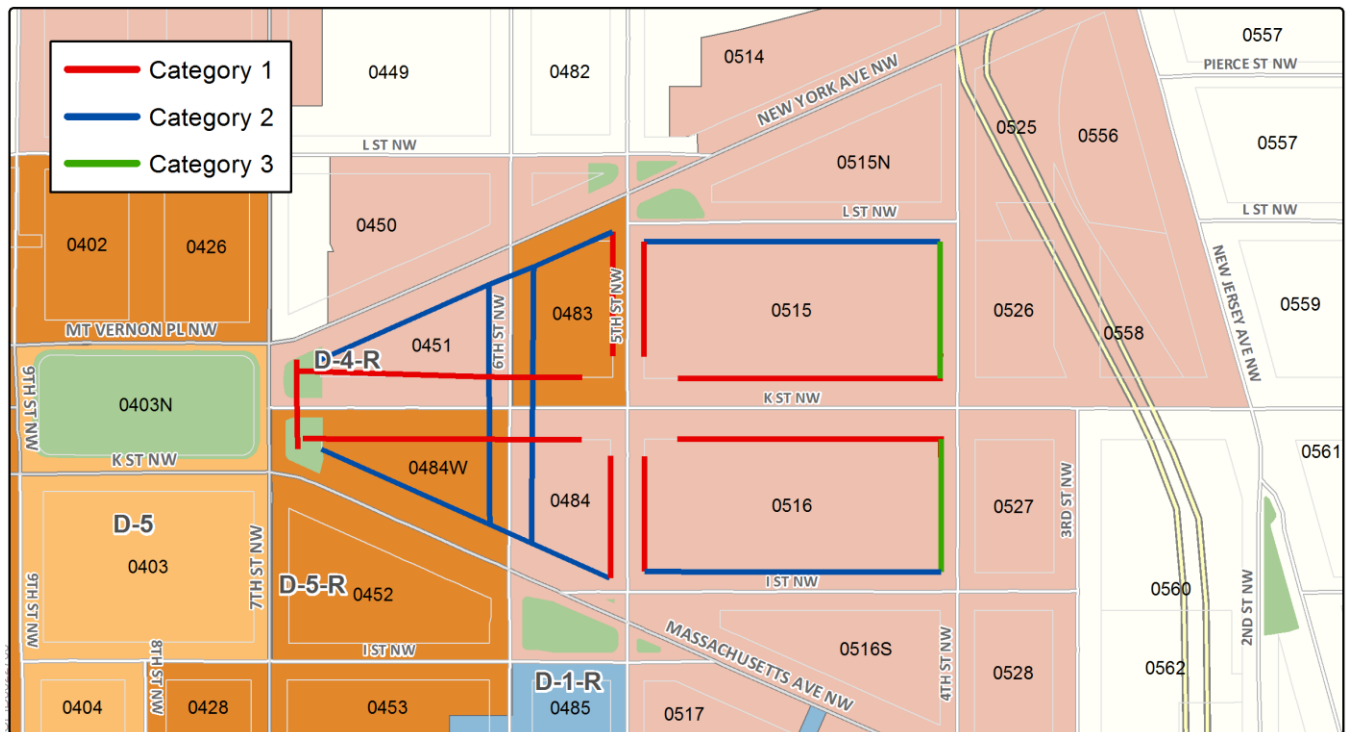 Category 1
Category 2
Category 3
0449
0482
0514
NEW YORK AVE NW
0557
PIERCE ST NW
0525
0556
0557
L ST NW
0515N
L ST NW
L ST NW
0402
0426
0450
MT VERNON PL NW
0451
6TH ST NW
0483
5TH ST NW
0515
0526
0558
NEW JERSEY AVE NW
0559
D-4-R
9TH ST NW
0403N
K ST NW
K ST NW
0484W
0484
0516
0527
3RD ST NW
0561
D-5
0403
7TH ST NW
D-5-R
0452
9TH ST NW
I ST NW
0560
2ND ST NW
8TH ST NW
I ST NW
MASSACHUSETTS AVE NW
0516S
4TH ST NW
0528
0562
D-1-R
0404
0428
0453
0485
0517